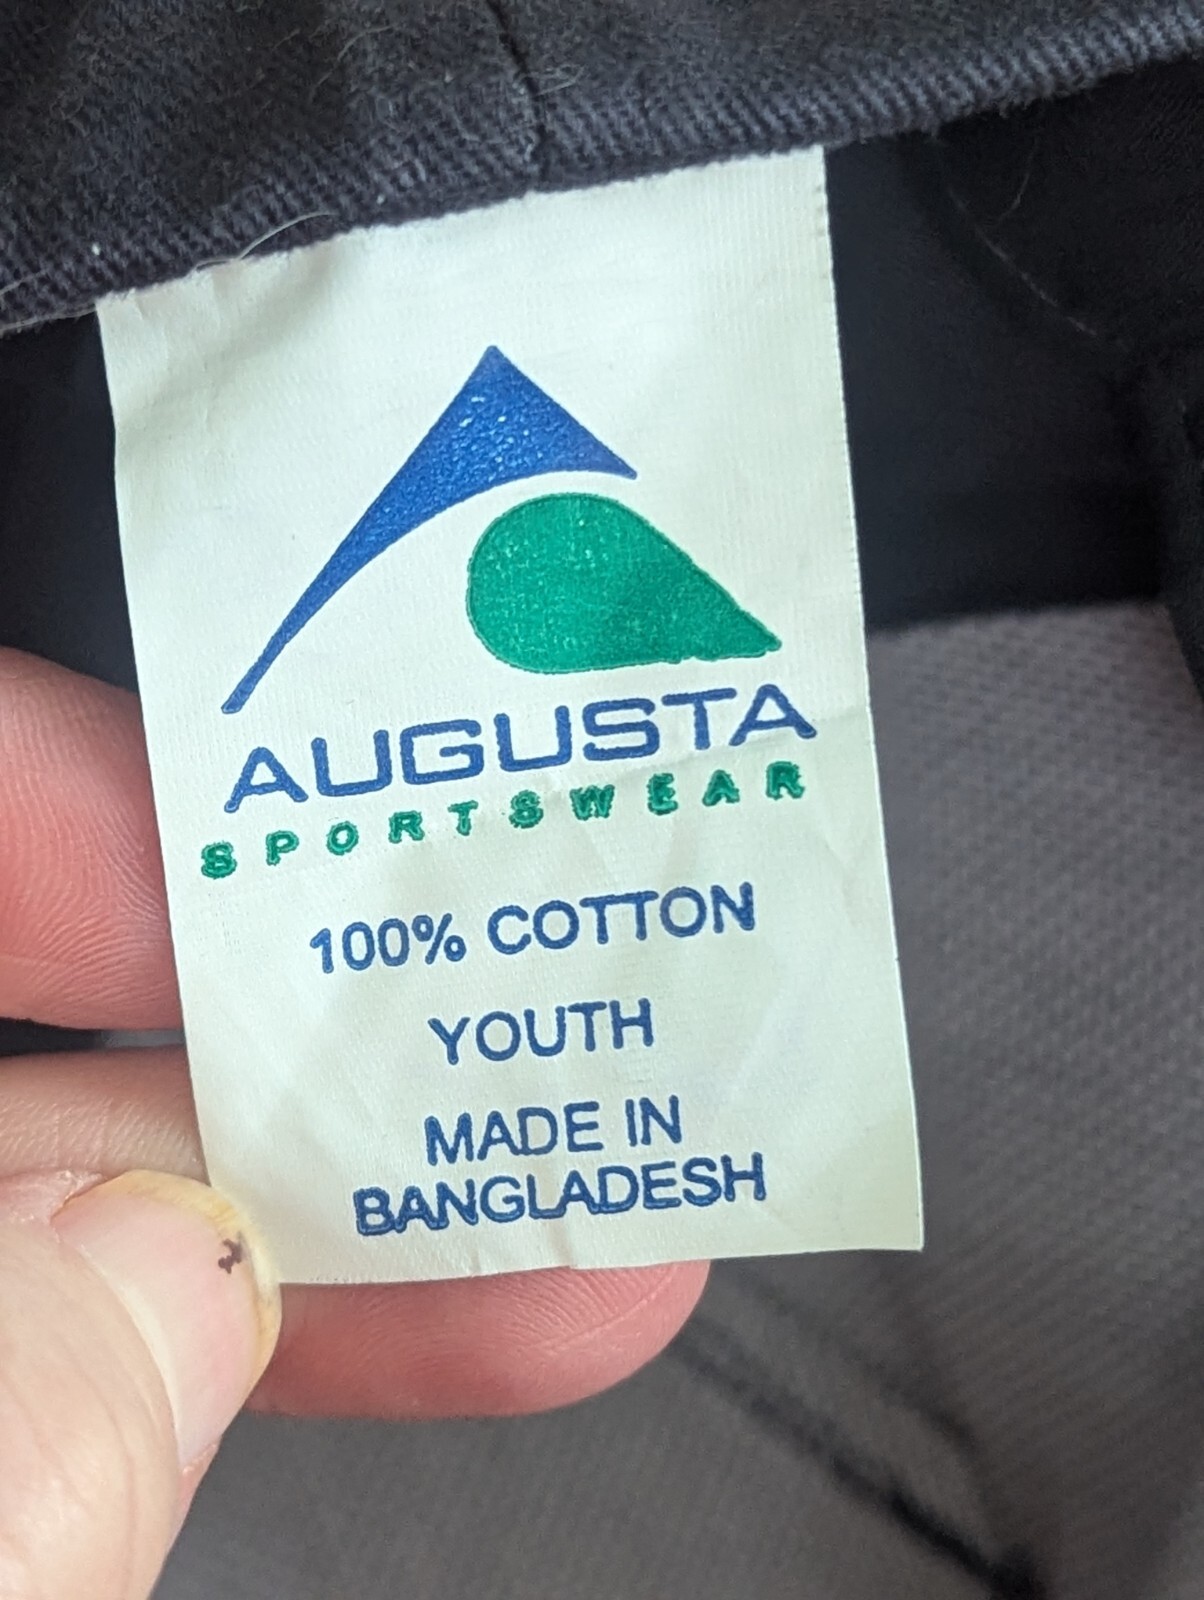 AUGUSTA
SPORTSWEAR
100% COTTON
YOUTH
MADE IN
BANGLADESH